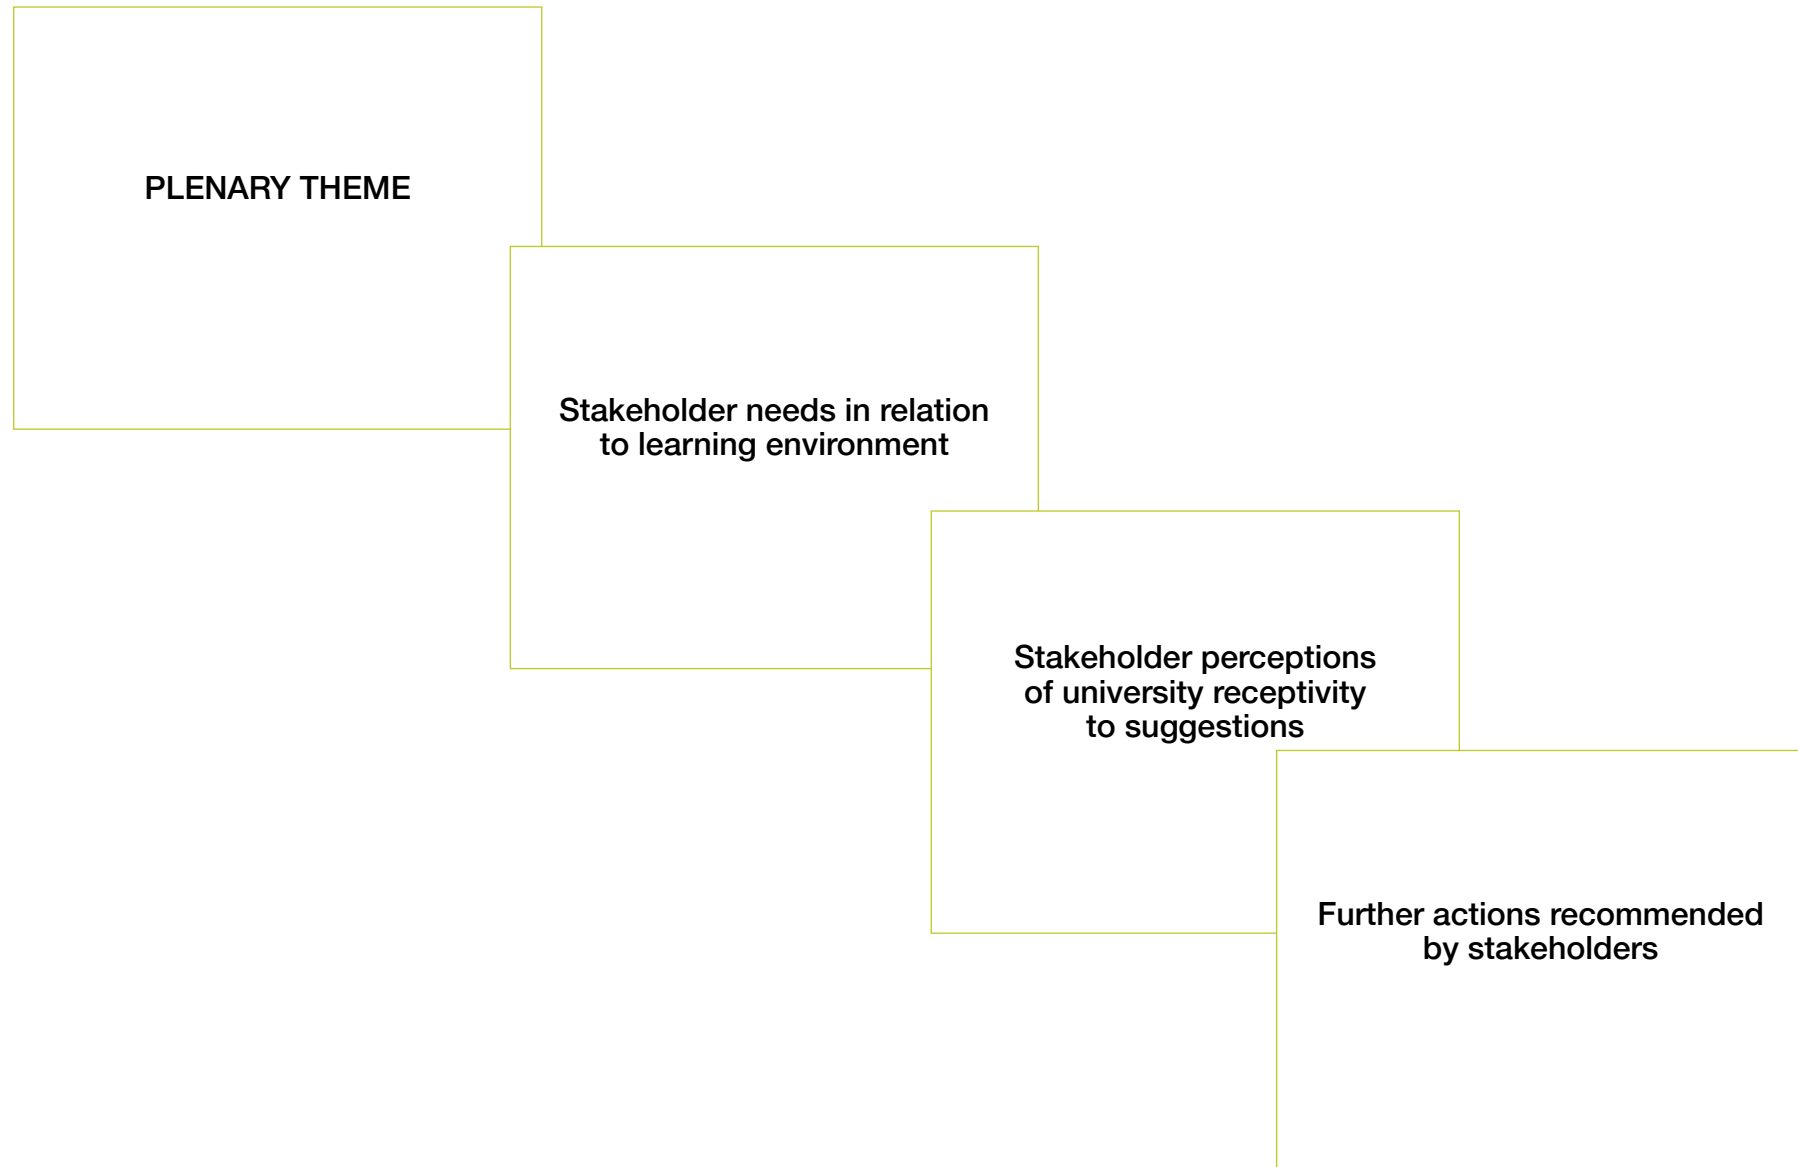 PLENARY THEME
Stakeholder needs in relation
to learning environment
Stakeholder perceptions
of university receptivity
to suggestions
Further actions recommended
by stakeholders